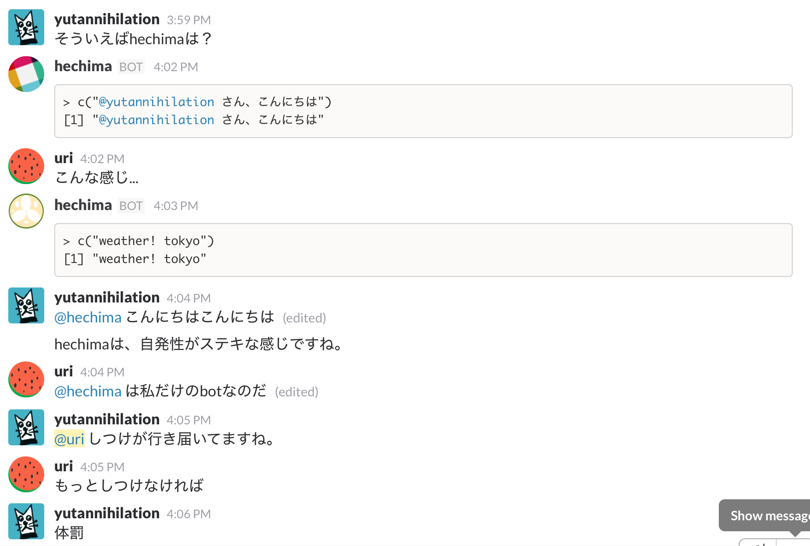 yutannihilation 3:59 PM
そういえばhechimaは？
hechima BOT 4:02 PM
> c("@yutannihilation さん、こんにちは")
[1] "@yutannihilation さん、こんにちは"
uri 4:02 PM
こんな感じ...
hechima BOT 4:03 PM
> c("weather! tokyo")
[1] "weather! tokyo"
yutannihilation 4:04 PM
@hechima こんにちはこんにちは (edited)
hechimaは、自発性がステキな感じですね。
uri 4:04 PM
@hechima は私だけのbotなのだ (edited)
yutannihilation 4:05 PM
@uri しつけが行き届いてますね。
uri 4:05 PM
もっとしつけなければ
yutannihilation 4:06 PM
体罰
Show message